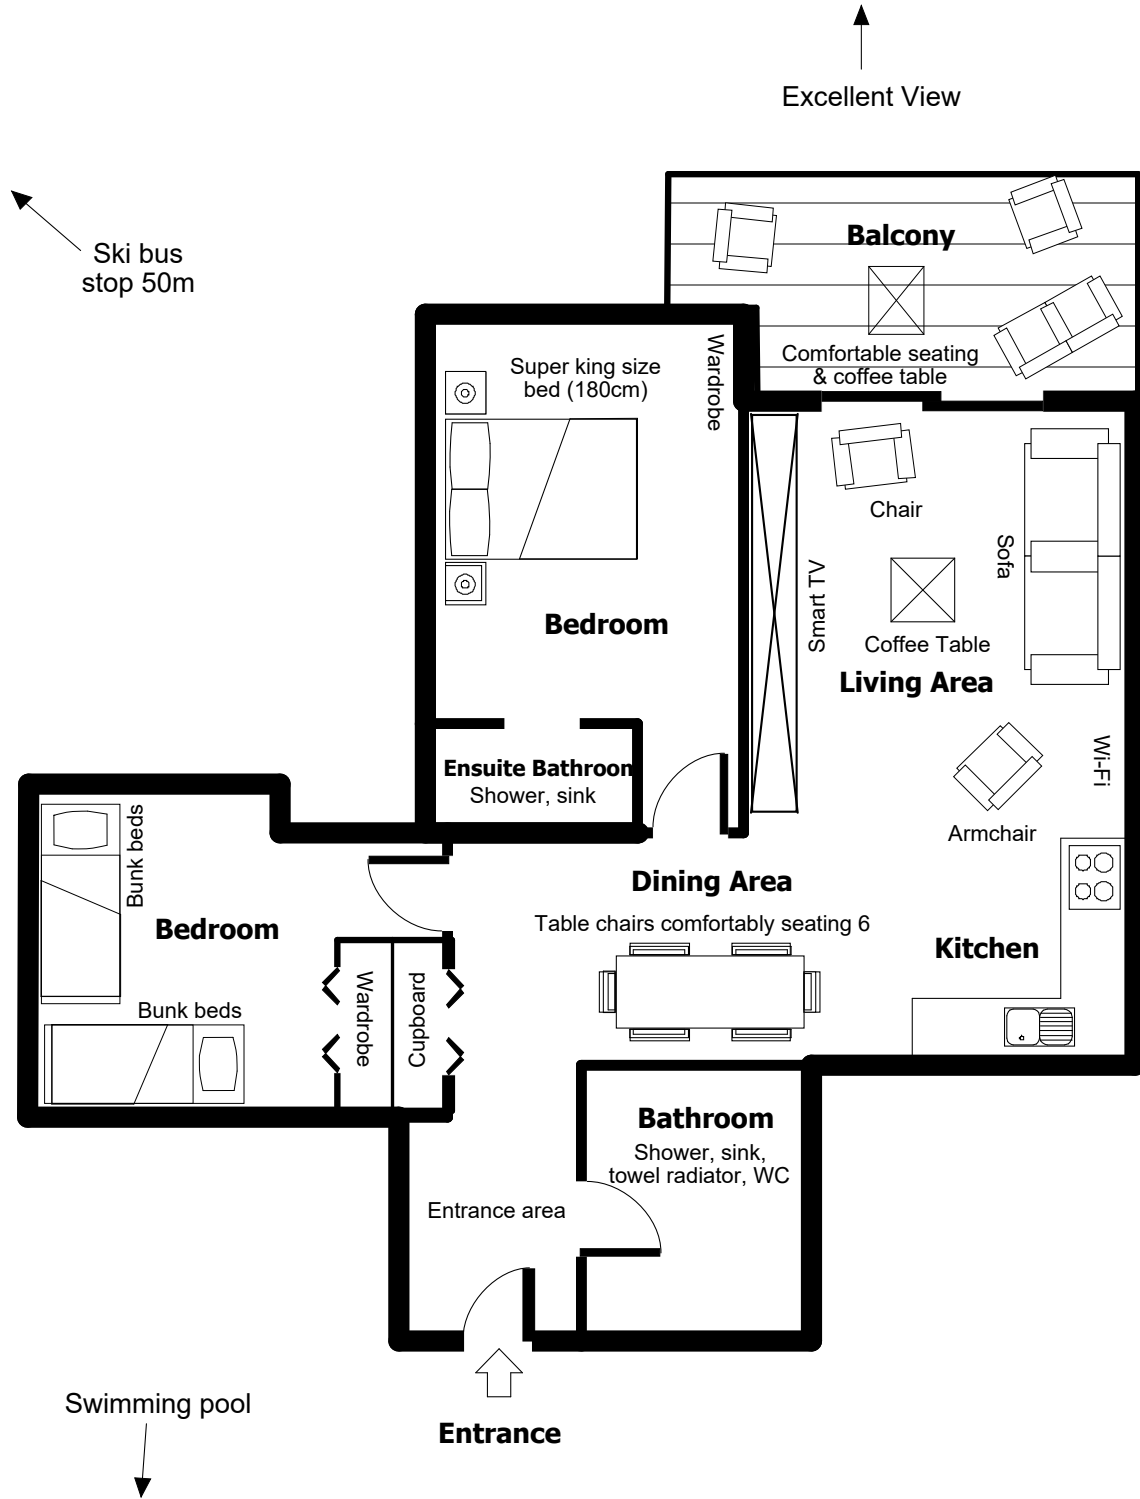 Excellent View
Ski bus
stop 50m
Balcony
Comfortable seating
& coffee table
Super king size
bed (180cm)
Wardrobe
Bedroom
Chair
Sofa
Smart TV
Coffee Table
Living Area
Wi-Fi
Armchair
Ensuite Bathroom
Shower, sink
Bunk beds
Bedroom
Bunk beds
Wardrobe
Cupboard
Dining Area
Table chairs comfortably seating 6
Kitchen
Bathroom
Shower, sink,
towel radiator, WC
Entrance area
Entrance
Swimming pool